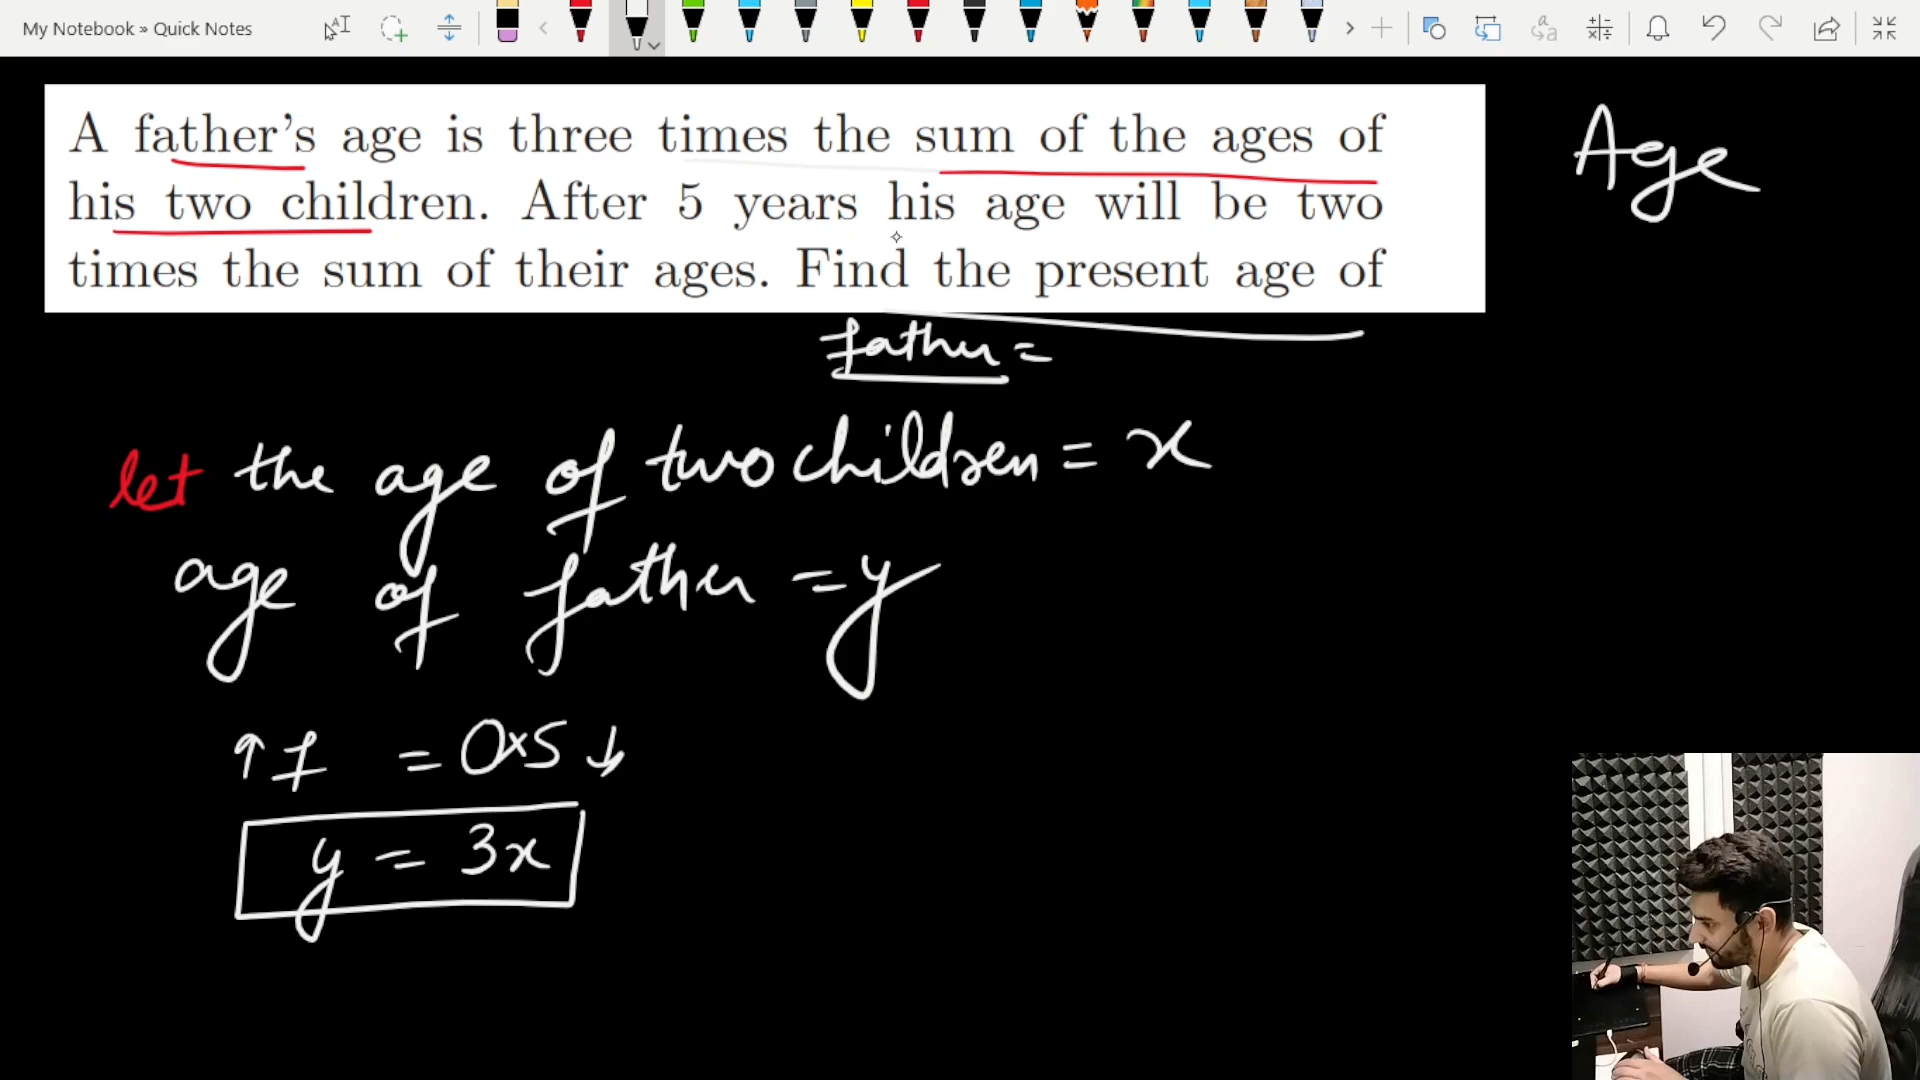 My Notebook » Quick Notes
A father's age is three times the sum of the ages of
his two children. After 5 years his age will be two
times the sum of their ages. Find the present age of
Age
father =
let the age of two children = x
age of father = y
↑ f = 0x5 ↓
y = 3x